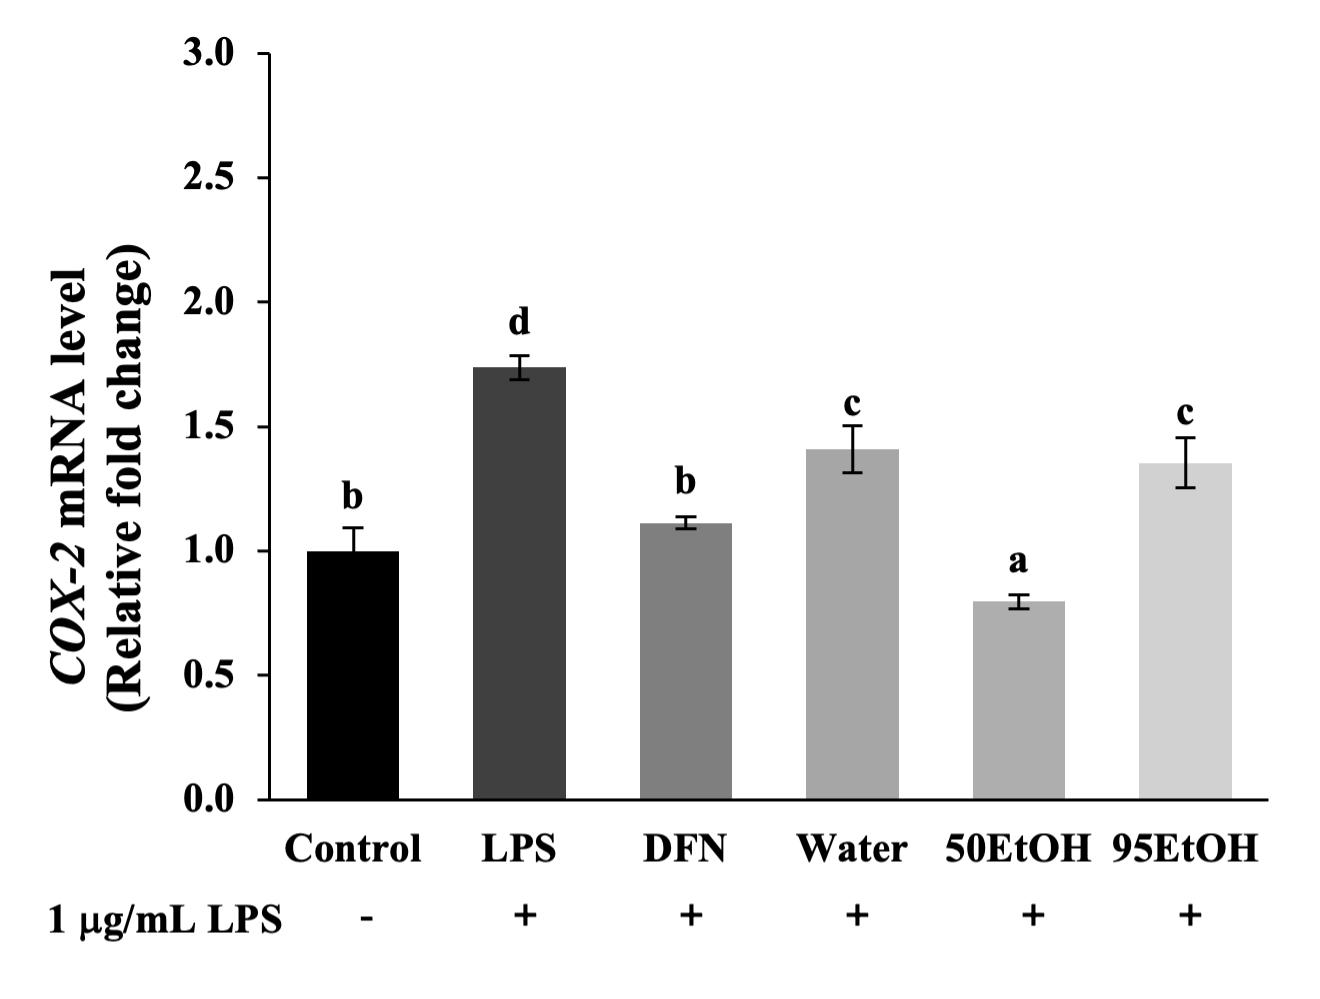 COX-2 mRNA level
(Relative fold change)
3.0
2.5
2.0
1.5
1.0
0.5
0.0
b
d
b
c
a
c
Control LPS DFN Water 50EtOH 95EtOH
1 μg/mL LPS - + + + + +